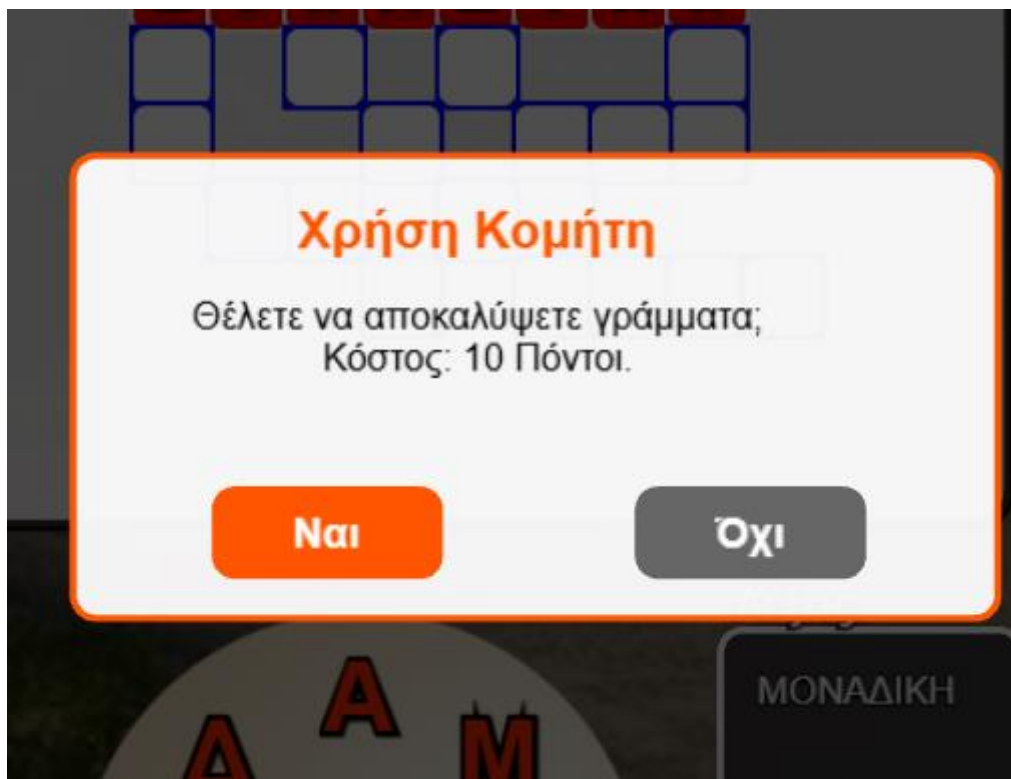 Χρήση Κομήτη
Θέλετε να αποκαλύψετε γράμματα;
Κόστος: 10 Πόντοι.
Ναι
Όχι
ΜΟΝΑΔΙΚΗ
Α
Μ